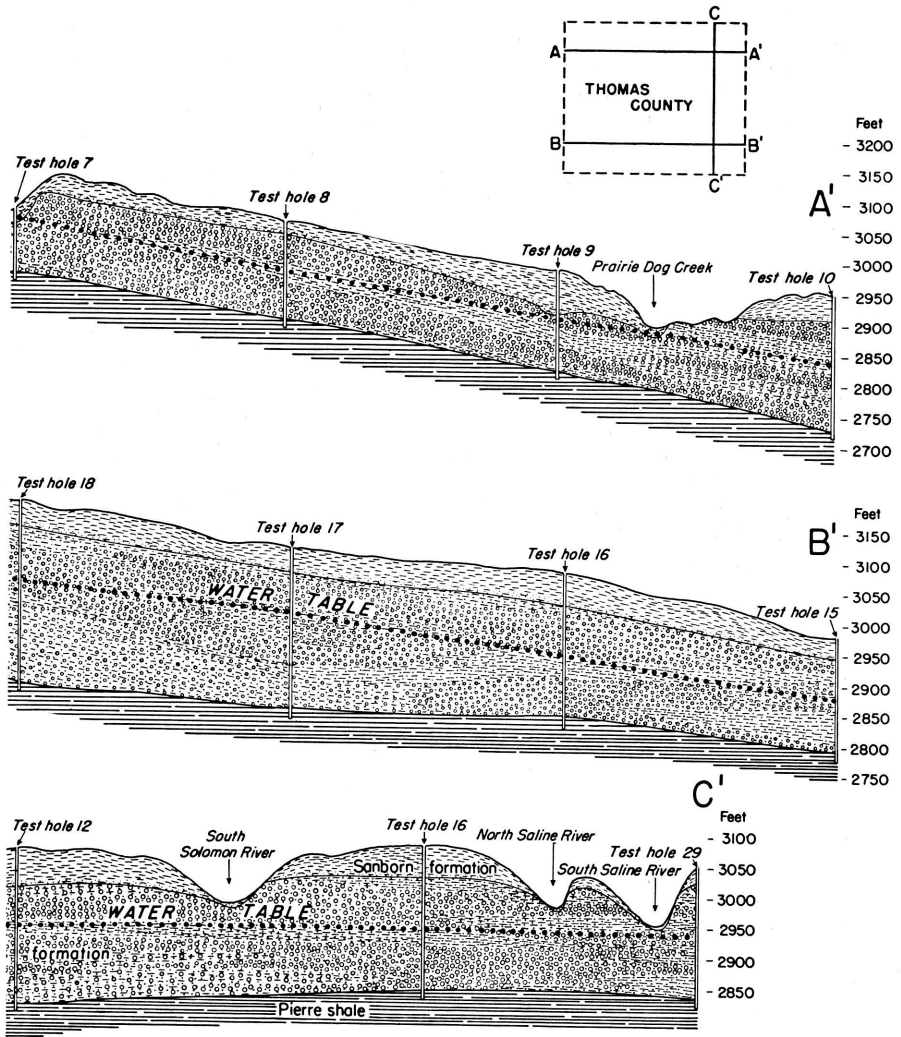 C
A A'
THOMAS
COUNTY
B B'
C'
Feet
3200
3150
3100
3050
3000
2950
2900
2850
2800
2750
2700
A'
Test hole 7
Test hole 8
Test hole 9
Prairie Dog Creek
Test hole 10
Feet
3150
3100
3050
3000
2950
2900
2850
2800
2750
B'
Test hole 18
Test hole 17
Test hole 16
Test hole 15
WATER TABLE
C'
Feet
3100
3050
3000
2950
2900
2850
Test hole 12
South
Solomon River
Test hole 16
North Saline River
South Saline River
Test hole 29
Sanborn formation
WATER TABLE
formation
Pierre shale